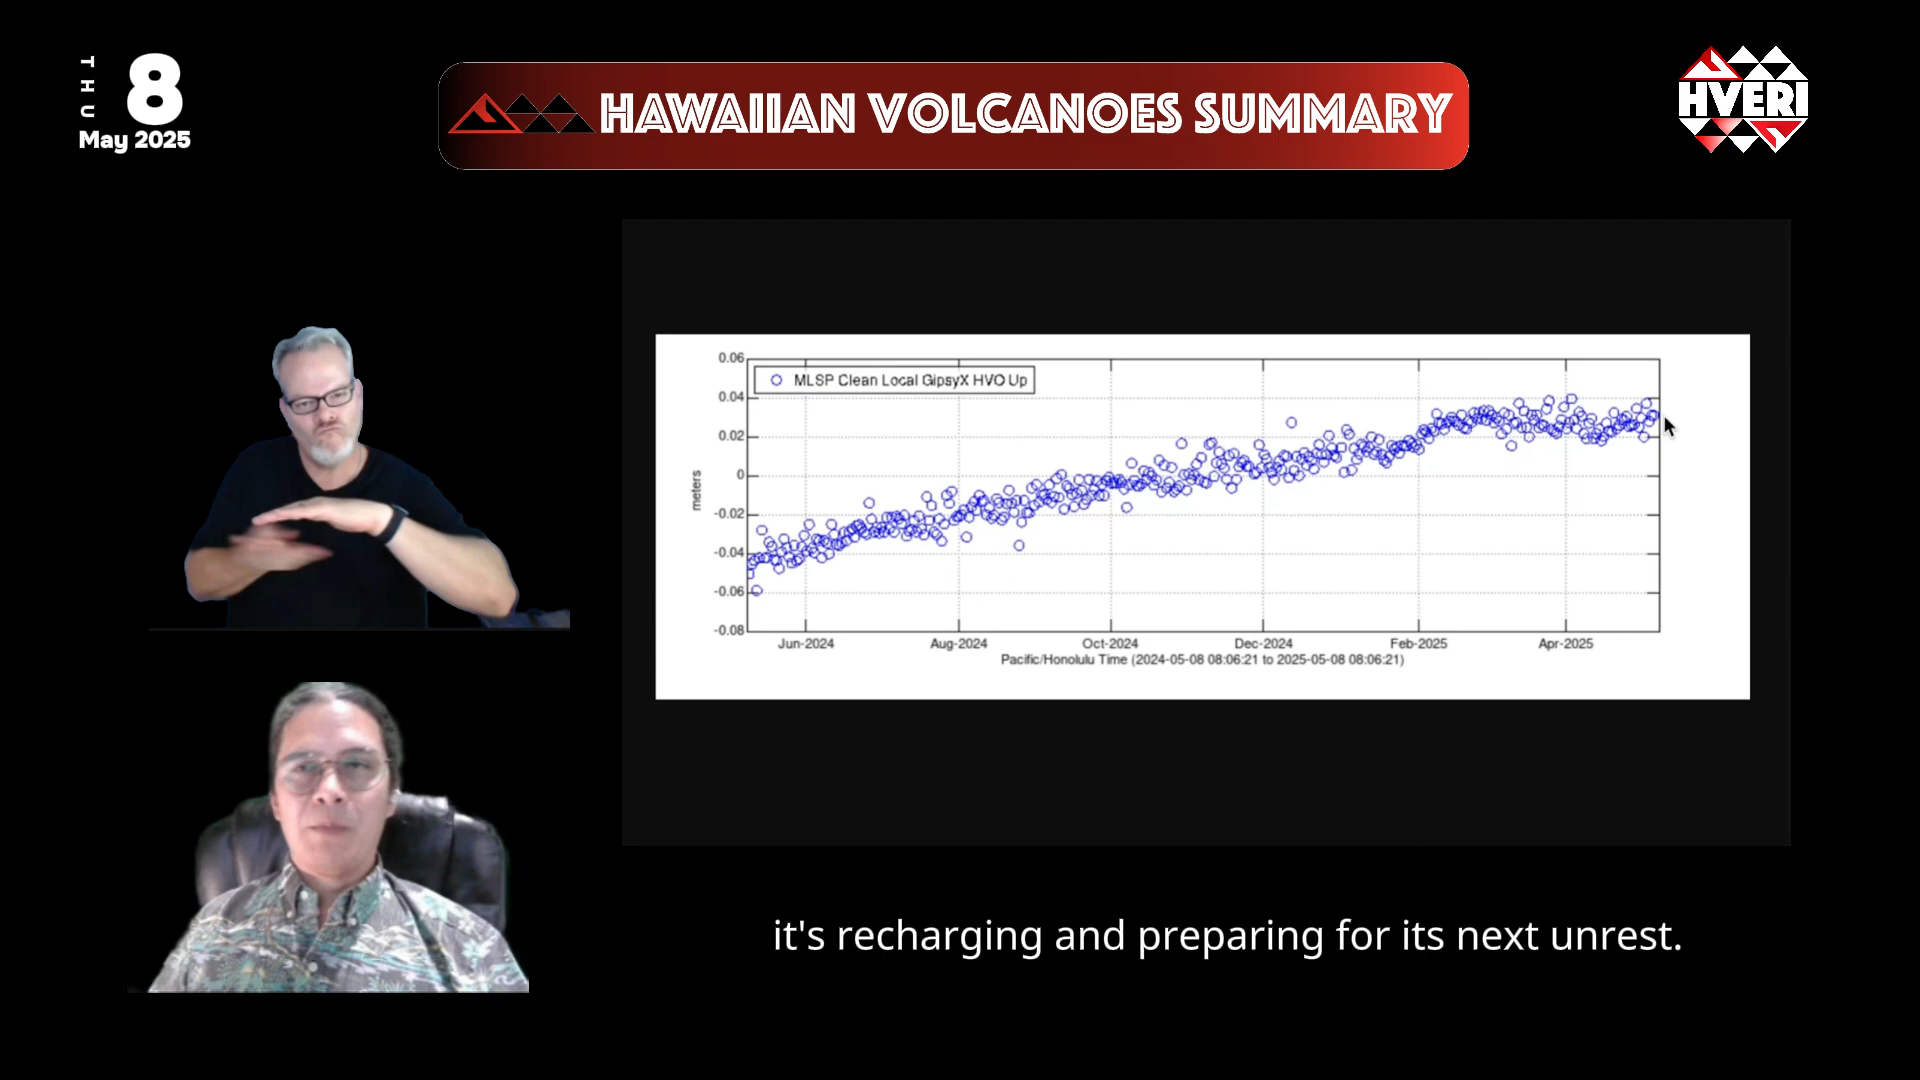 THU
8
May 2025
HAWAIIAN VOLCANOES SUMMARY
HVERI
MLSP Clean Local GipsyX HVO Up
0.06
0.04
0.02
0
-0.02
-0.04
-0.06
-0.08
meters
Jun-2024 Aug-2024 Oct-2024 Dec-2024 Feb-2025 Apr-2025
Pacific/Honolulu Time (2024-05-08 08:06:21 to 2025-05-08 08:06:21)
it's recharging and preparing for its next unrest.